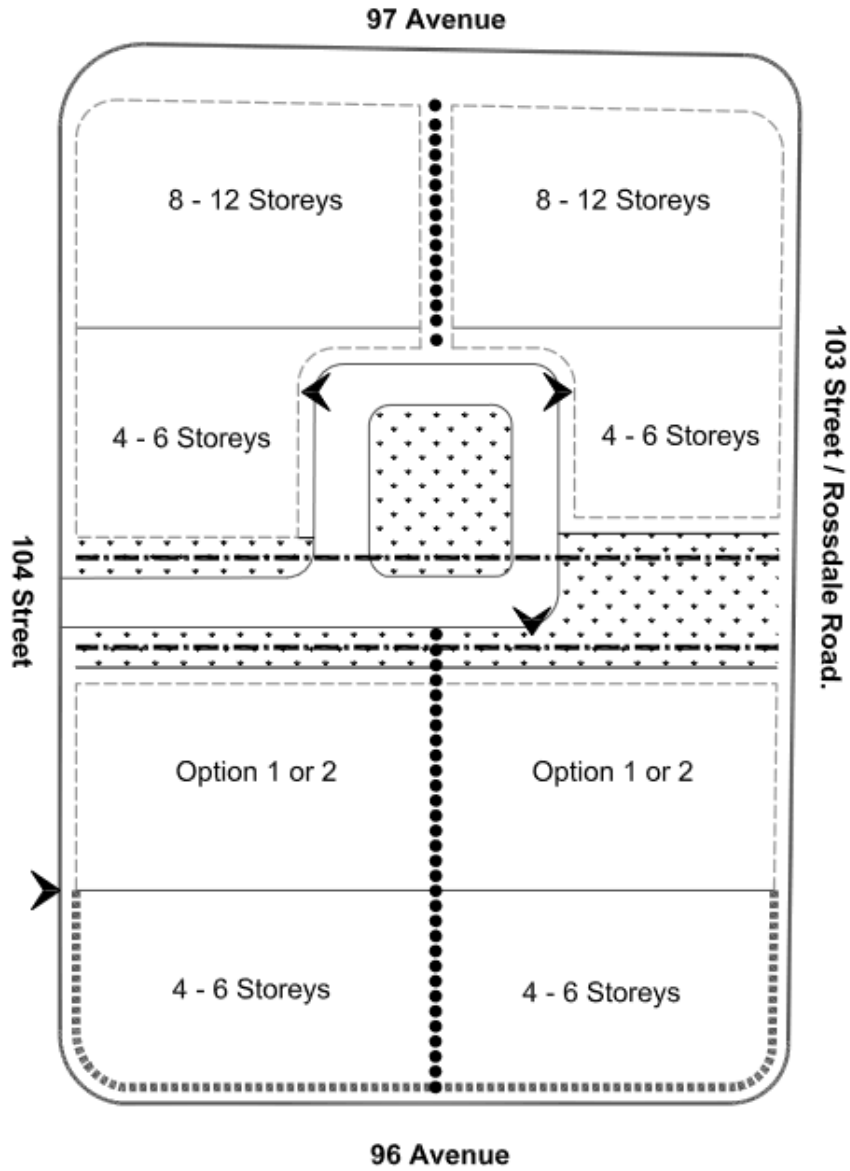 97 Avenue
8 - 12 Storeys
8 - 12 Storeys
4 - 6 Storeys
4 - 6 Storeys
103 Street / Rossdale Road.
104 Street
Option 1 or 2
Option 1 or 2
4 - 6 Storeys
4 - 6 Storeys
96 Avenue